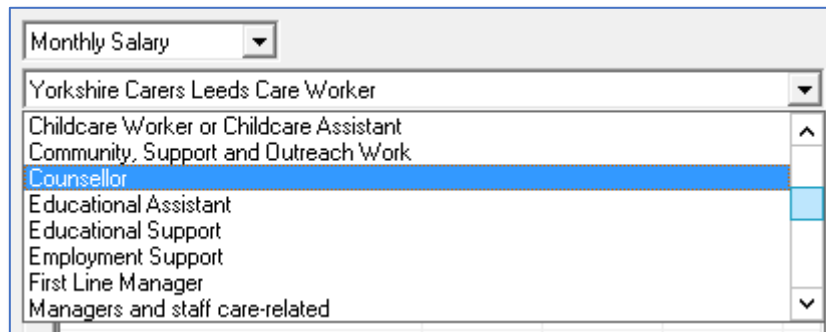 Monthly Salary
Yorkshire Carers Leeds Care Worker
Childcare Worker or Childcare Assistant
Community, Support and Outreach Work
Counsellor
Educational Assistant
Educational Support
Employment Support
First Line Manager
Managers and staff care-related